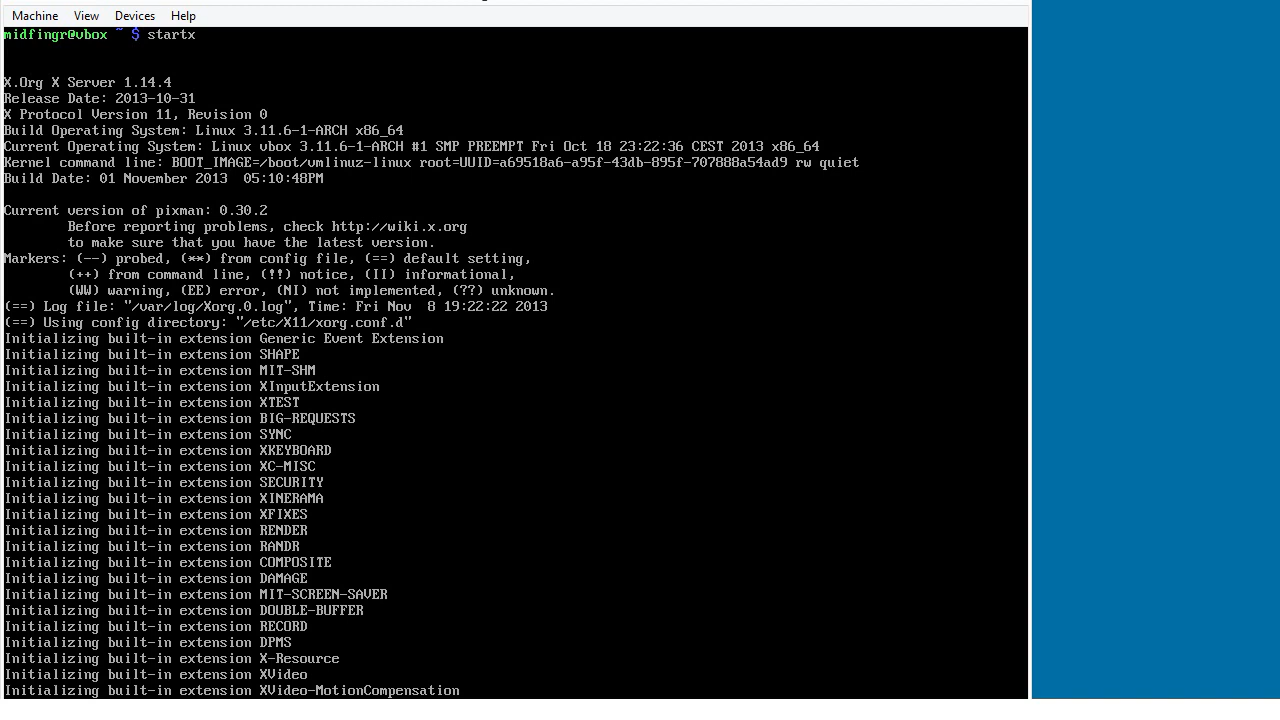 Machine View Devices Help
midfingr@vbox ~ $ startx
X.Org X Server 1.14.4
Release Date: 2013-10-31
X Protocol Version 11, Revision 0
Build Operating System: Linux 3.11.6-1-ARCH x86_64
Current Operating System: Linux vbox 3.11.6-1-ARCH #1 SMP PREEMPT Fri Oct 18 23:22:36 CEST 2013 x86_64
Kernel command line: BOOT_IMAGE=/boot/vmlinuz-linux root=UUID=a69518a6-a95f-43db-895f-707888a54ad9 rw quiet
Build Date: 01 November 2013  05:10:48PM
Current version of pixman: 0.30.2
Before reporting problems, check http://wiki.x.org
to make sure that you have the latest version.
Markers: (--) probed, (**) from config file, (==) default setting,
(++) from command line, (!!) notice, (II) informational,
(WW) warning, (EE) error, (NI) not implemented, (??) unknown.
(==) Log file: "/var/log/Xorg.0.log", Time: Fri Nov  8 19:22:22 2013
(==) Using config directory: "/etc/X11/xorg.conf.d"
Initializing built-in extension Generic Event Extension
Initializing built-in extension SHAPE
Initializing built-in extension MIT-SHM
Initializing built-in extension XInputExtension
Initializing built-in extension XTEST
Initializing built-in extension BIG-REQUESTS
Initializing built-in extension SYNC
Initializing built-in extension XKEYBOARD
Initializing built-in extension XC-MISC
Initializing built-in extension SECURITY
Initializing built-in extension XINERAMA
Initializing built-in extension XFIXES
Initializing built-in extension RENDER
Initializing built-in extension RANDR
Initializing built-in extension COMPOSITE
Initializing built-in extension DAMAGE
Initializing built-in extension MIT-SCREEN-SAVER
Initializing built-in extension DOUBLE-BUFFER
Initializing built-in extension RECORD
Initializing built-in extension DPMS
Initializing built-in extension X-Resource
Initializing built-in extension XVideo
Initializing built-in extension XVideo-MotionCompensation